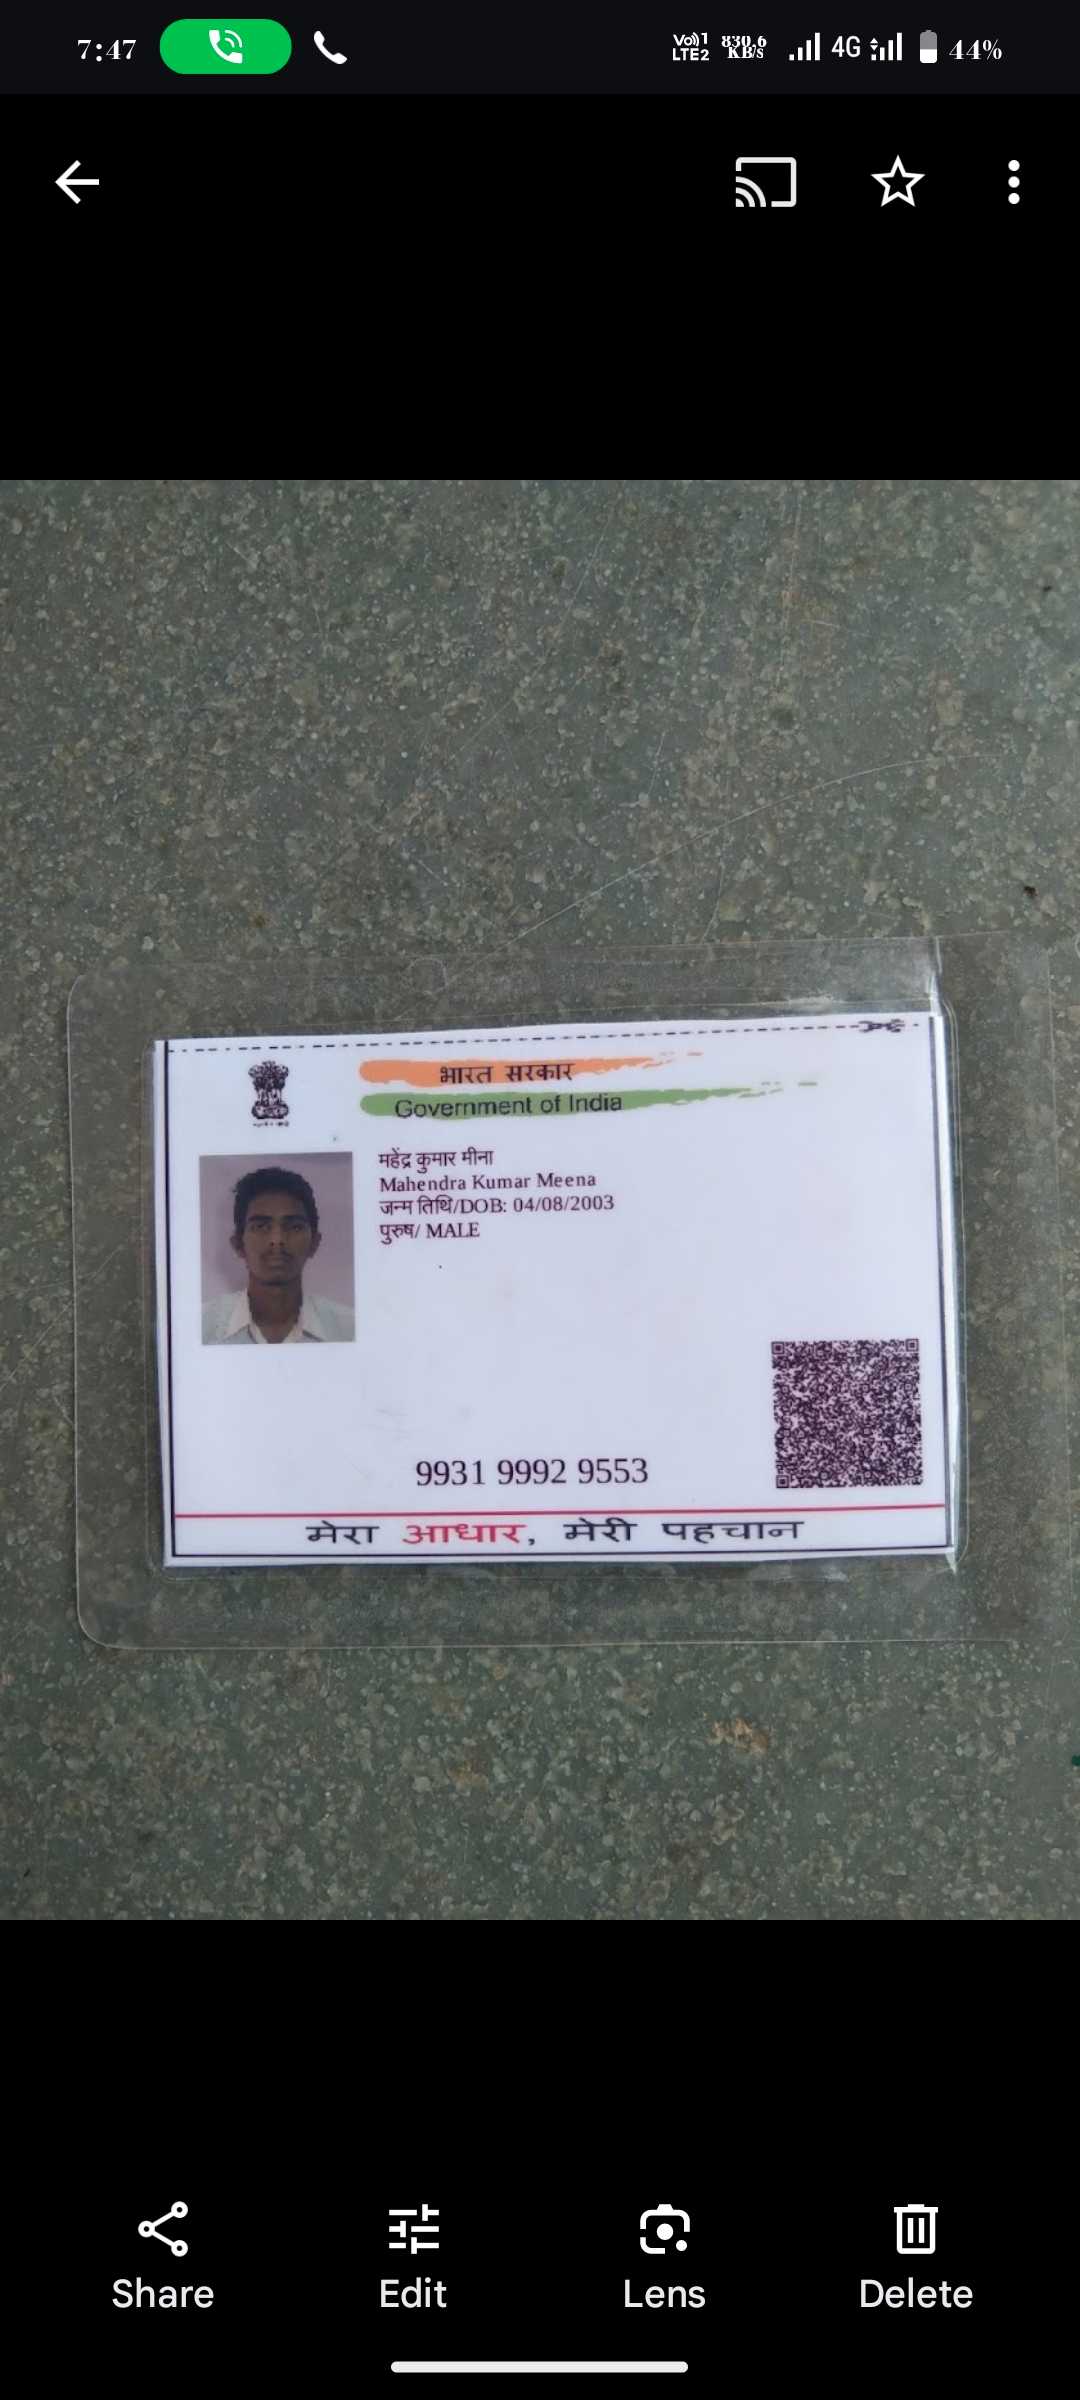 7:47
Vo)) 1
LTE2
830.6
KB/s
4G
44%
भारत सरकार
Government of India
महेंद्र कुमार मीना
Mahendra Kumar Meena
जन्म तिथि/DOB: 04/08/2003
पुरुष/ MALE
9931 9992 9553
मेरा आधार, मेरी पहचान
Share
Edit
Lens
Delete